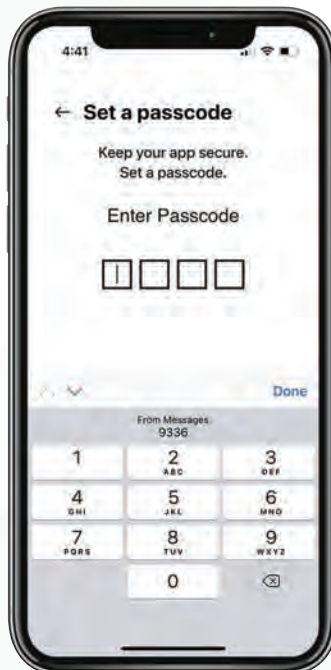 4:41
← Set a passcode
Keep your app secure.
Set a passcode.
Enter Passcode
Done
From Messages
9336
1 2 3
ABC DEF
4 5 6
GHI JKL MNO
7 8 9
PQRS TUV WXYZ
0